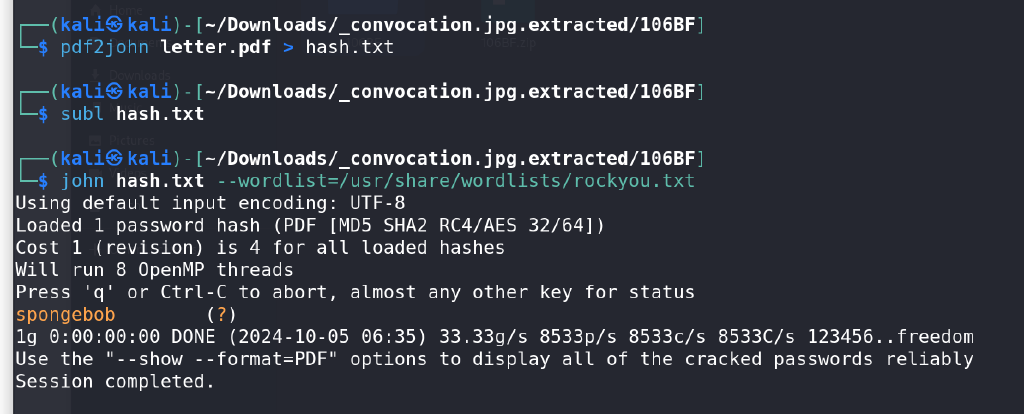 ┌──(kali㉿kali)-[~/Downloads/_convocation.jpg.extracted/106BF]
└─$ pdf2john letter.pdf > hash.txt
┌──(kali㉿kali)-[~/Downloads/_convocation.jpg.extracted/106BF]
└─$ subl hash.txt
┌──(kali㉿kali)-[~/Downloads/_convocation.jpg.extracted/106BF]
└─$ john hash.txt --wordlist=/usr/share/wordlists/rockyou.txt
Using default input encoding: UTF-8
Loaded 1 password hash (PDF [MD5 SHA2 RC4/AES 32/64])
Cost 1 (revision) is 4 for all loaded hashes
Will run 8 OpenMP threads
Press 'q' or Ctrl-C to abort, almost any other key for status
spongebob        (?)
1g 0:00:00:00 DONE (2024-10-05 06:35) 33.33g/s 8533p/s 8533c/s 8533C/s 123456..freedom
Use the "--show --format=PDF" options to display all of the cracked passwords reliably
Session completed.